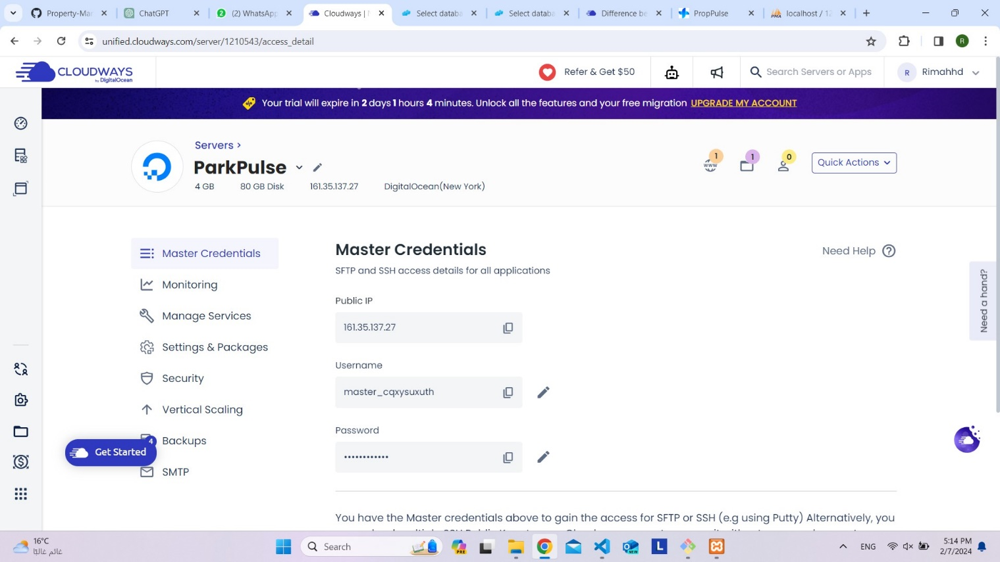 Property-Mar
ChatGPT
(2) WhatsApp
Cloudways | M
Select databa
Select databa
Difference be
PropPulse
localhost / 12
unified.cloudways.com/server/1210543/access_detail
R
CLOUDWAYS
by DigitalOcean
Refer & Get $50
Search Servers or Apps
R
Rimahhd
Your trial will expire in 2 days 1 hours 4 minutes. Unlock all the features and your free migration UPGRADE MY ACCOUNT
Servers >
ParkPulse
4 GB
80 GB Disk
161.35.137.27
DigitalOcean(New York)
www
1
1
0
Quick Actions
Master Credentials
Monitoring
Manage Services
Settings & Packages
Security
Vertical Scaling
Backups
SMTP
Get Started
4
Master Credentials
Need Help
SFTP and SSH access details for all applications
Public IP
161.35.137.27
Username
master_cqxysuxuth
Password
••••••••••••
You have the Master credentials above to gain the access for SFTP or SSH (e.g using Putty) Alternatively, you
Need a hand?
16°C
غائم غالبًا
Search
PRE
NEW
L
ENG
5:14 PM
2/7/2024